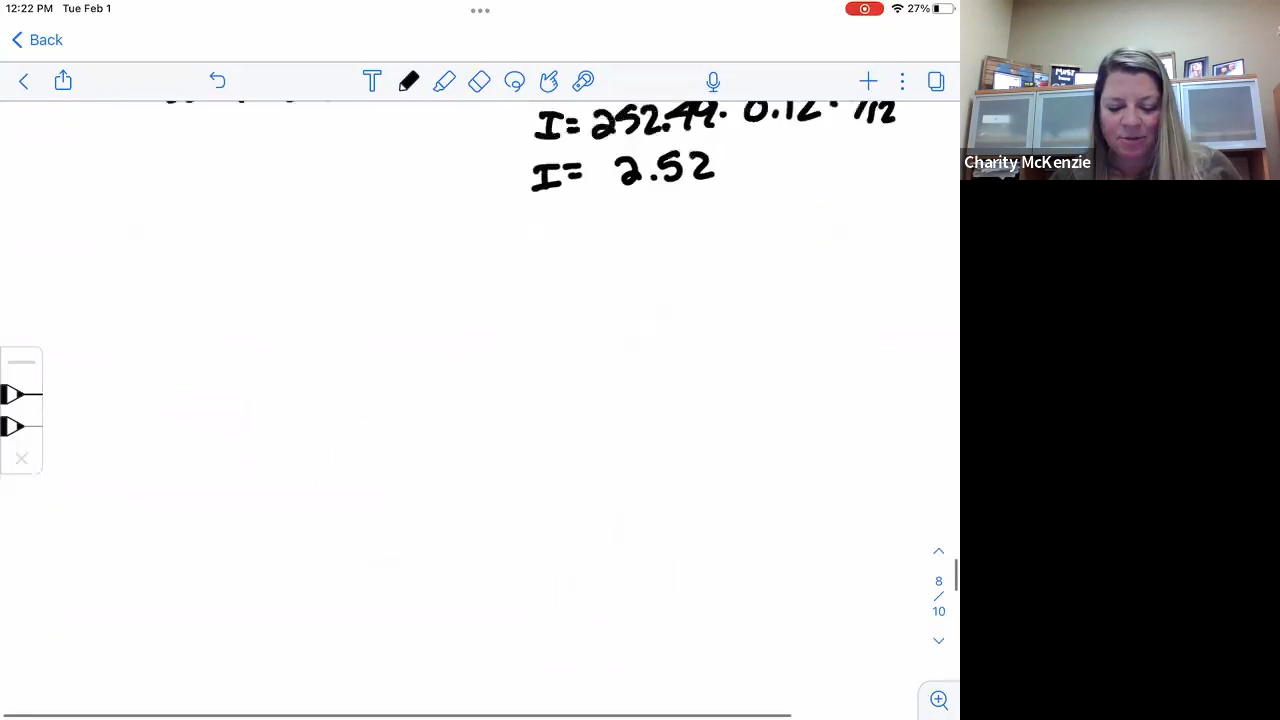 12:22 PM Tue Feb 1
27%
Back
T
I= 252.49. 0.12 · 1/12
I= 2.52
8
/
10
Charity McKenzie
MUST